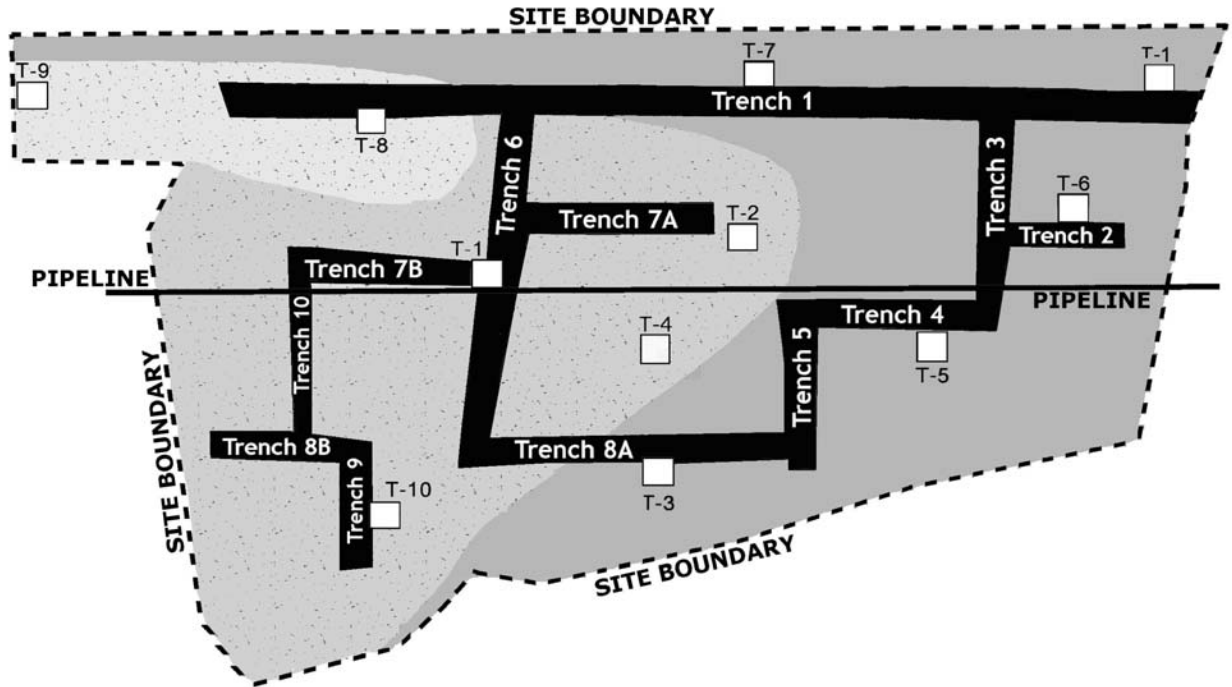 SITE BOUNDARY
T-7
T-1
T-9
Trench 1
T-8
Trench 6
Trench 3
T-6
Trench 7A
T-2
Trench 2
T-1
Trench 7B
PIPELINE
PIPELINE
Trench 10
Trench 4
T-4
Trench 5
T-5
SITE BOUNDARY
Trench 8B
Trench 8A
Trench 9
T-10
T-3
SITE BOUNDARY